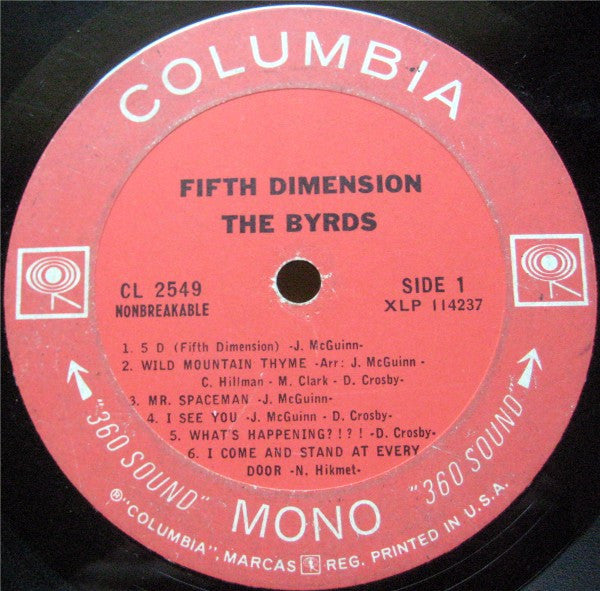 COLUMBIA
FIFTH DIMENSION
THE BYRDS
CL 2549
NONBREAKABLE
SIDE 1
XLP 114237
1. 5 D (Fifth Dimension) -J. McGuinn-
2. WILD MOUNTAIN THYME -Arr: J. McGuinn -
C. Hillman - M. Clark - D. Crosby-
3. MR. SPACEMAN -J. McGuinn-
4. I SEE YOU -J. McGuinn - D. Crosby-
5. WHAT'S HAPPENING?!?! -D. Crosby-
6. I COME AND STAND AT EVERY
DOOR -N. Hikmet-
"360 SOUND"
MONO
"360 SOUND"
®"COLUMBIA", MARCAS REG. PRINTED IN U.S.A.